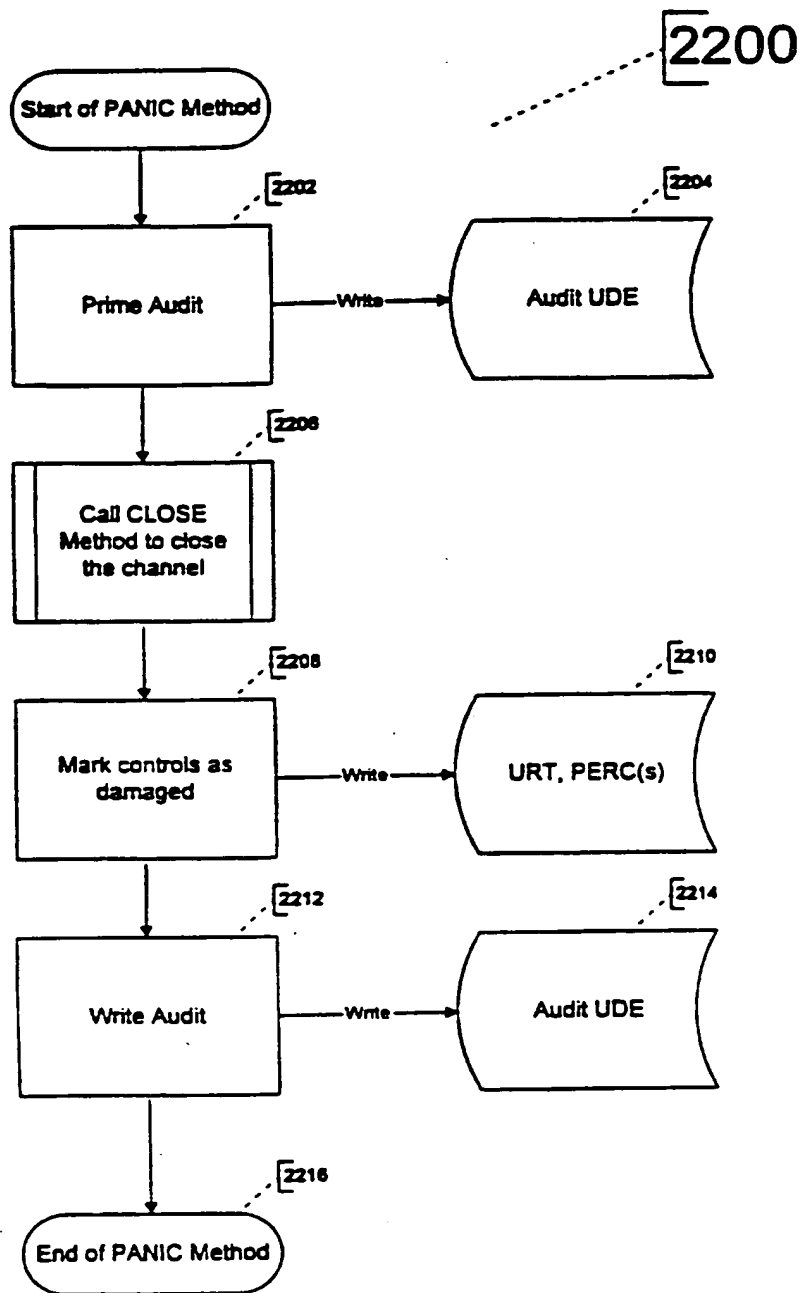 2200
Start of PANIC Method
2202
2204
Prime Audit
Write
Audit UDE
2206
Call CLOSE
Method to close
the channel
2208
2210
Mark controls as
damaged
Write
URT, PERC(s)
2212
2214
Write Audit
Write
Audit UDE
2216
End of PANIC Method